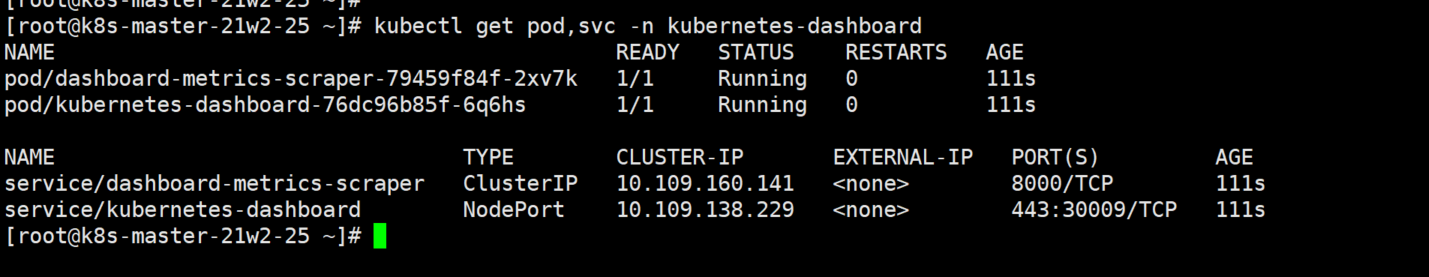 [root@k8s-master-21w2-25 ~]#
[root@k8s-master-21w2-25 ~]# kubectl get pod,svc -n kubernetes-dashboard
NAME READY STATUS RESTARTS AGE
pod/dashboard-metrics-scraper-79459f84f-2xv7k 1/1 Running 0 111s
pod/kubernetes-dashboard-76dc96b85f-6q6hs 1/1 Running 0 111s
NAME TYPE CLUSTER-IP EXTERNAL-IP PORT(S) AGE
service/dashboard-metrics-scraper ClusterIP 10.109.160.141 <none> 8000/TCP 111s
service/kubernetes-dashboard NodePort 10.109.138.229 <none> 443:30009/TCP 111s
[root@k8s-master-21w2-25 ~]#